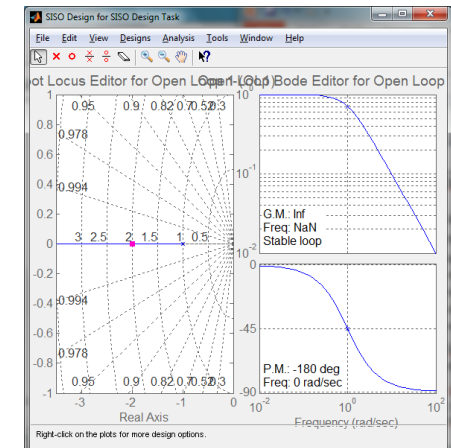 SISO Design for SISO Design Task
File Edit View Designs Analysis Tools Window Help
ot Locus Editor for Open Loop 1 (OL1)
Open-Loop Bode Editor for Open Loop
1
0.8
0.6
0.4
0.2
0
-0.2
-0.4
-0.6
-0.8
-1
0.95 0.9 0.82 0.7 0.52 0.3
0.978
0.994
3 2.5 2 1.5 1 0.5
0.994
0.978
0.95 0.9 0.82 0.7 0.52 0.3
-3 -2 -1 0
Real Axis
10^0
10^-1
10^-2
G.M.: Inf
Freq: NaN
Stable loop
0
-45
-90
P.M.: -180 deg
Freq: 0 rad/sec
10^-2 10^0 10^2
Frequency (rad/sec)
Right-click on the plots for more design options.